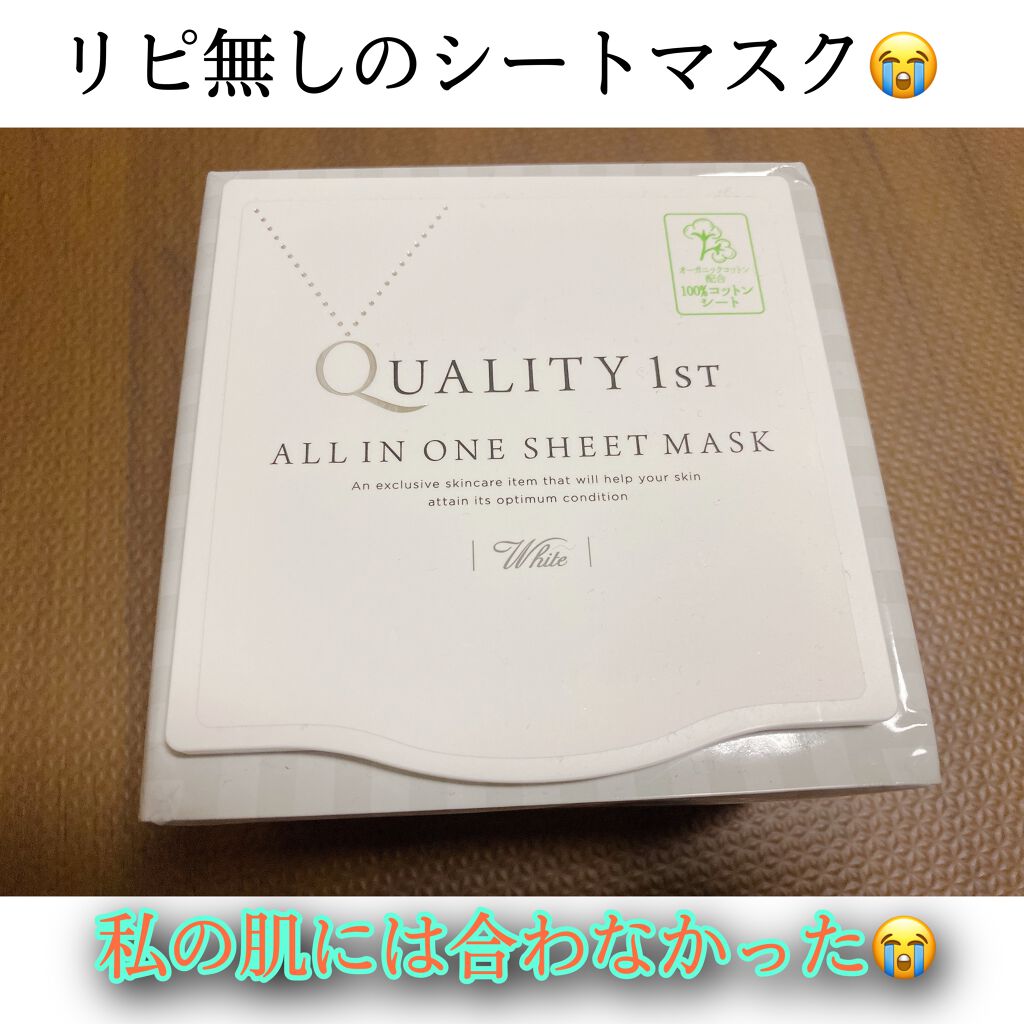 リピ無しのシートマスク😭
オーガニックコットン
配合
100%コットン
シート
QUALITY 1ST
ALL IN ONE SHEET MASK
An exclusive skincare item that will help your skin
attain its optimum condition
White
私の肌には合わなかった😭